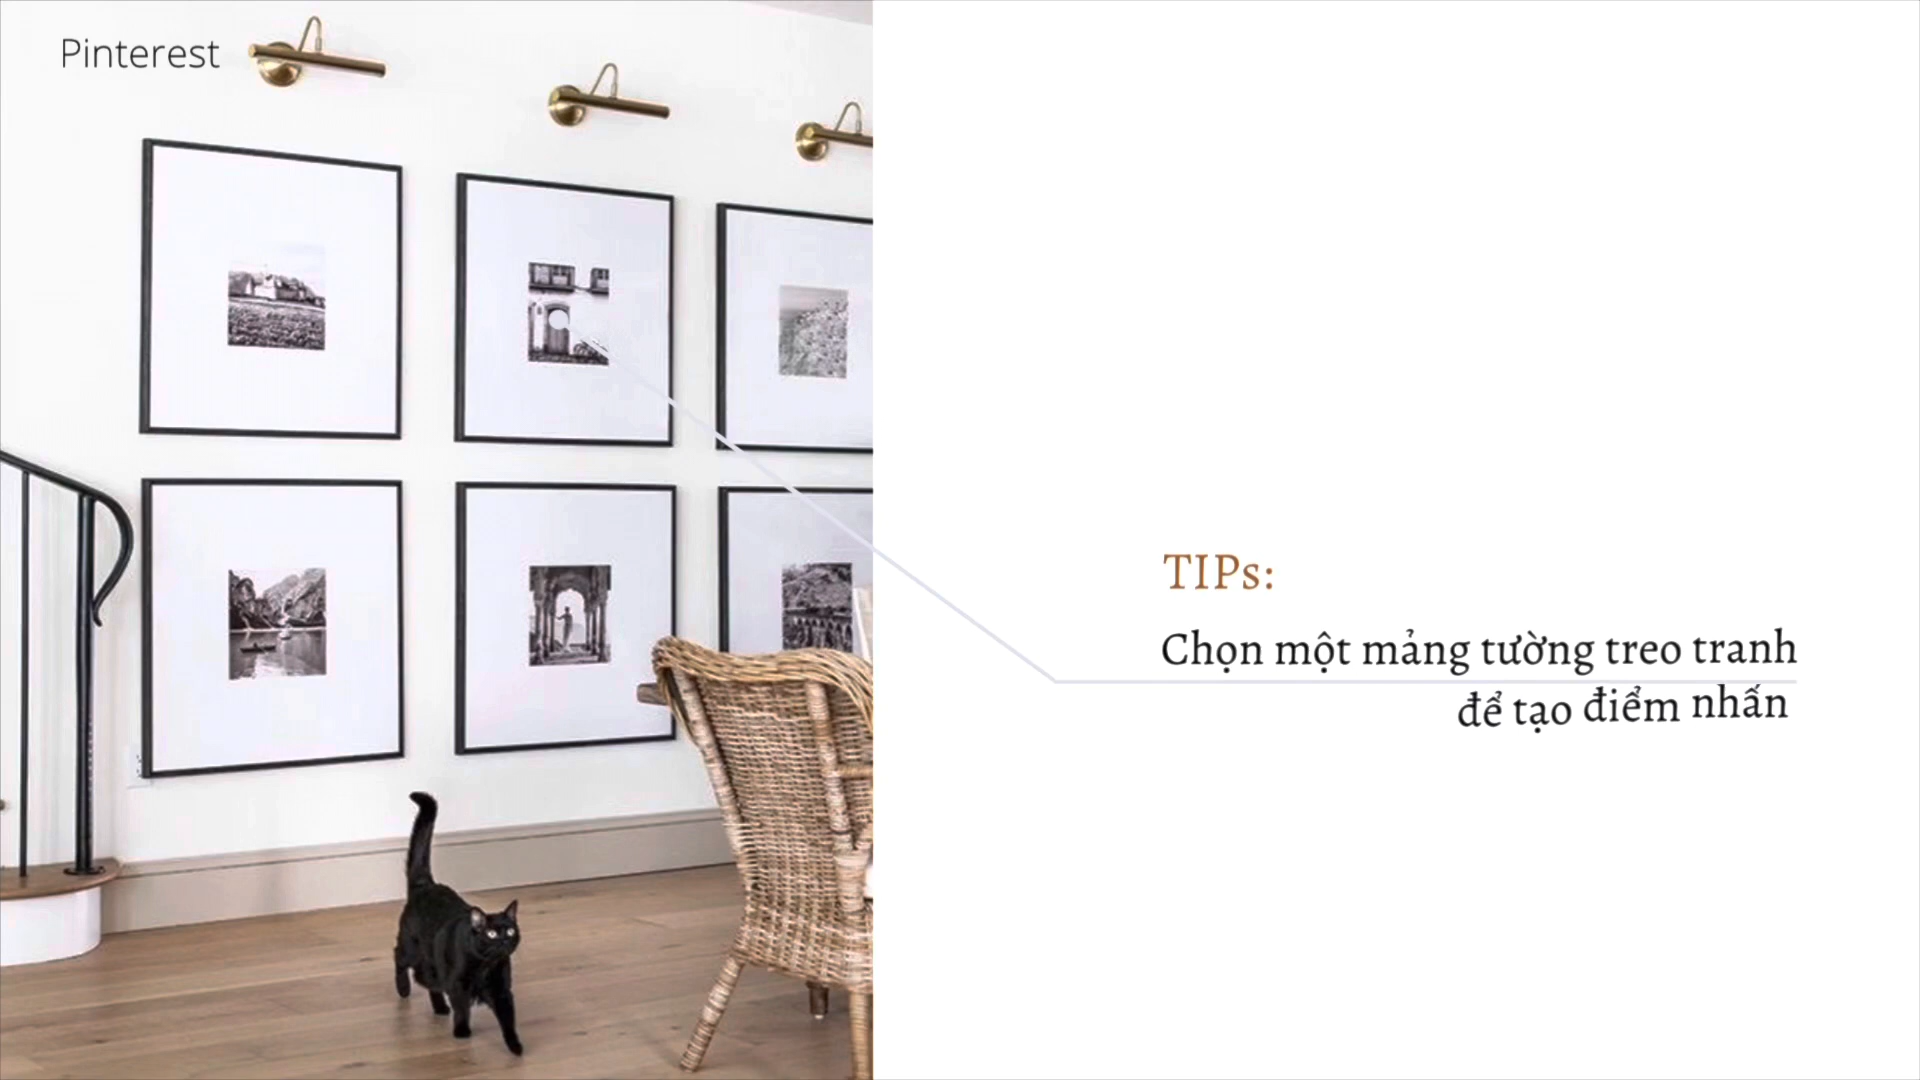 Pinterest
TIPs:
Chọn một mảng tường treo tranh
để tạo điểm nhấn